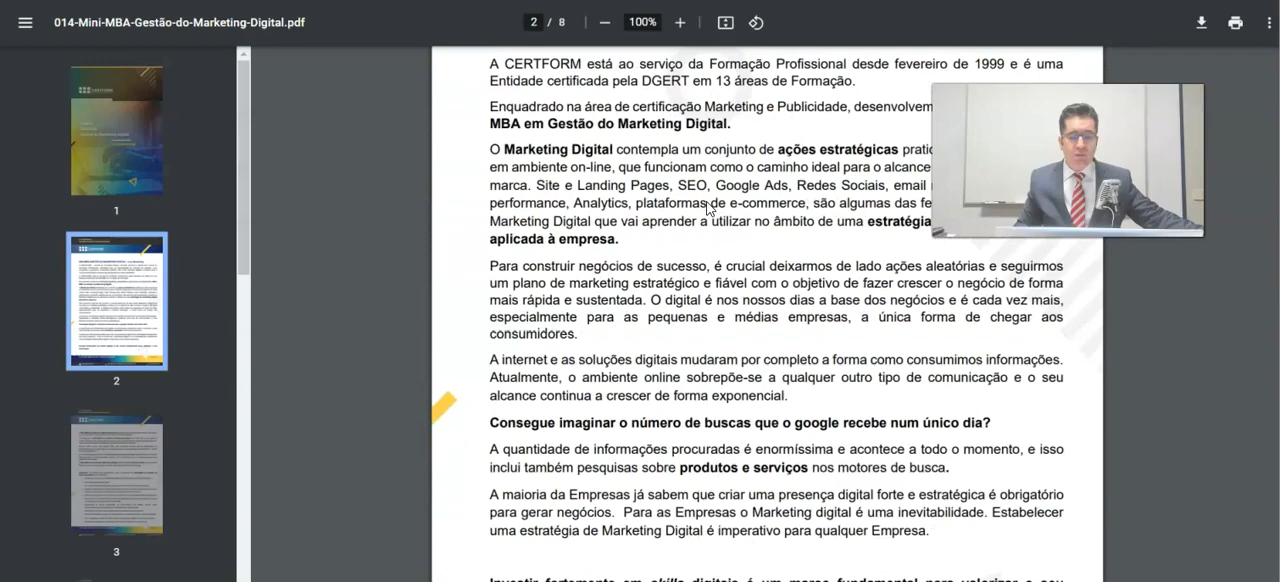 014-Mini-MBA-Gestão-do-Marketing-Digital.pdf
2 / 8
100%
A CERTFORM está ao serviço da Formação Profissional desde fevereiro de 1999 e é uma
Entidade certificada pela DGERT em 13 áreas de Formação.
Enquadrado na área de certificação Marketing e Publicidade, desenvolvem
MBA em Gestão do Marketing Digital.
O Marketing Digital contempla um conjunto de ações estratégicas
em ambiente on-line, que funcionam como o caminho ideal para o alcance
marca. Site e Landing Pages, SEO, Google Ads, Redes Sociais, email
performance, Analytics, plataformas de e-commerce, são algumas das
Marketing Digital que vai aprender a utilizar no âmbito de uma estratégia
aplicada à empresa.
Para construir negócios de sucesso, é crucial deixarmos de lado ações aleatórias e seguirmos
um plano de marketing estratégico e fiável com o objetivo de fazer crescer o negócio de forma
mais rápida e sustentada. O digital é nos nossos dias a base dos negócios e é cada vez mais,
especialmente para as pequenas e médias empresas, a única forma de chegar aos
consumidores.
A internet e as soluções digitais mudaram por completo a forma como consumimos informações.
Atualmente, o ambiente online sobrepõe-se a qualquer outro tipo de comunicação e o seu
alcance continua a crescer de forma exponencial.
Consegue imaginar o número de buscas que o google recebe num único dia?
A quantidade de informações procuradas é enormíssima e acontece a todo o momento, e isso
inclui também pesquisas sobre produtos e serviços nos motores de busca.
A maioria da Empresas já sabem que criar uma presença digital forte e estratégica é obrigatório
para gerar negócios. Para as Empresas o Marketing digital é uma inevitabilidade. Estabelecer
uma estratégia de Marketing Digital é imperativo para qualquer Empresa.
Investir fortemente em skills digitais é um marco fundamental para valorizar o seu
1
2
3